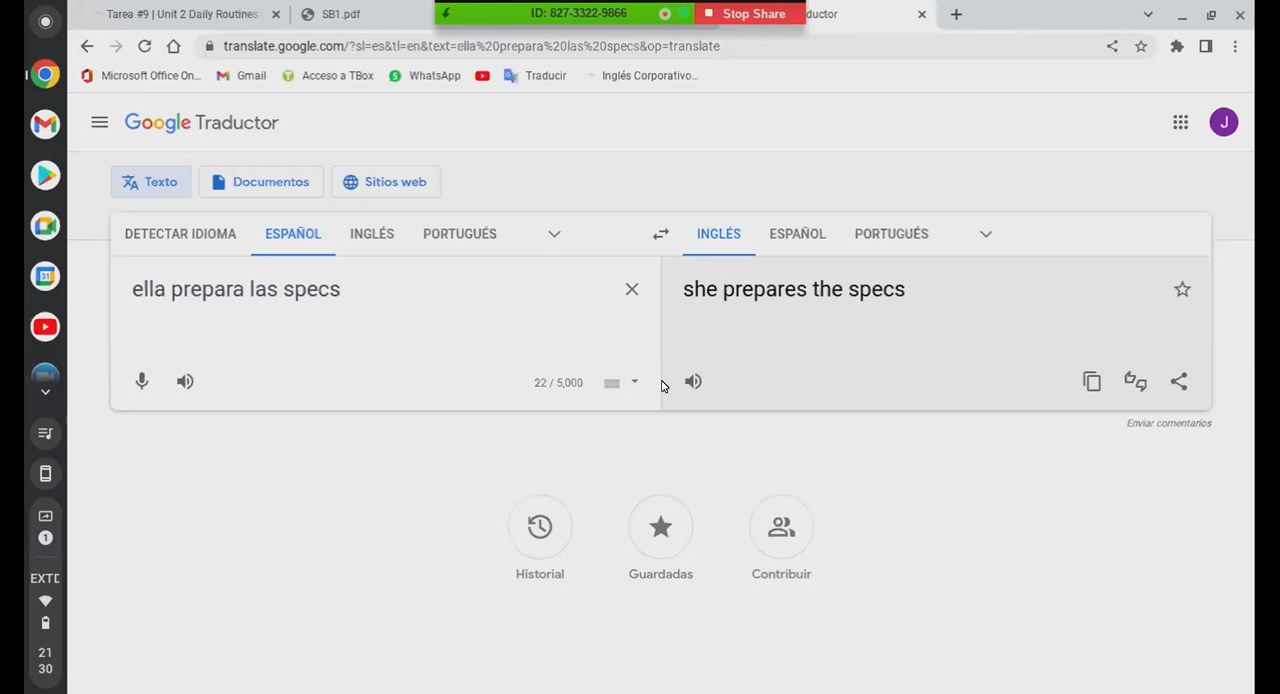 Tarea #9 | Unit 2 Daily Routines
SB1.pdf
ID: 827-3322-9866
Stop Share
ductor
translate.google.com/?sl=es&tl=en&text=ella%20prepara%20las%20specs&op=translate
Microsoft Office On...
Gmail
Acceso a TBox
WhatsApp
Traducir
Inglés Corporativo...
Google Traductor
J
Texto
Documentos
Sitios web
DETECTAR IDIOMA
ESPAÑOL
INGLÉS
PORTUGUÉS
INGLÉS
ESPAÑOL
PORTUGUÉS
ella prepara las specs
she prepares the specs
22 / 5,000
Enviar comentarios
Historial
Guardadas
Contribuir
31
1
EXTD
21
30